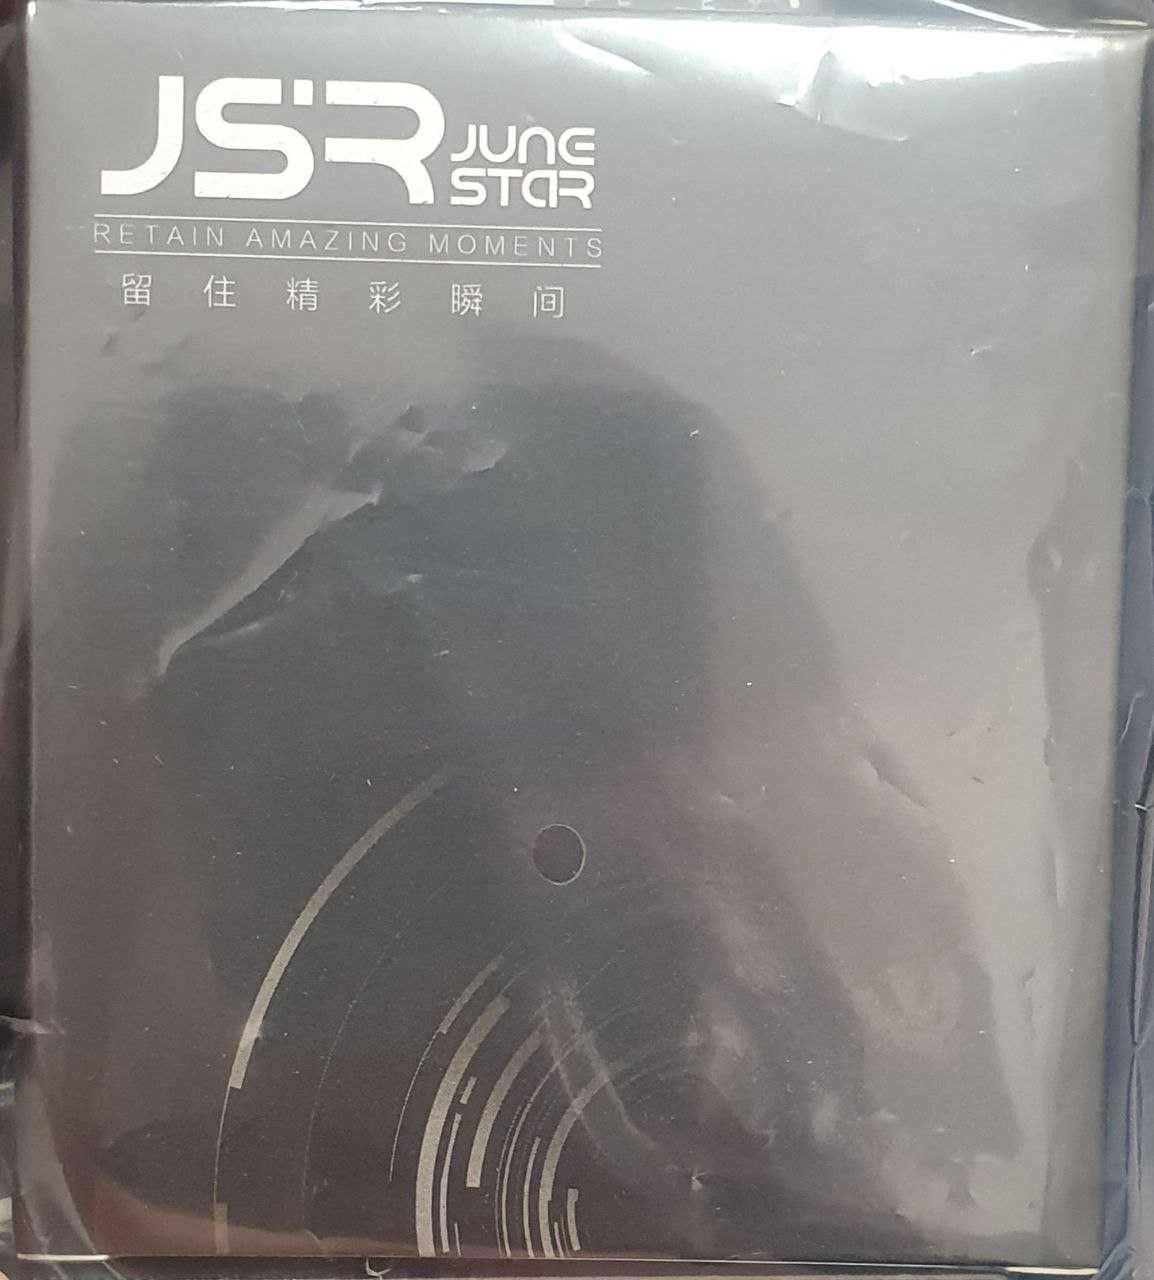 JSR JUNE STAR
RETAIN AMAZING MOMENTS
留住精彩瞬间